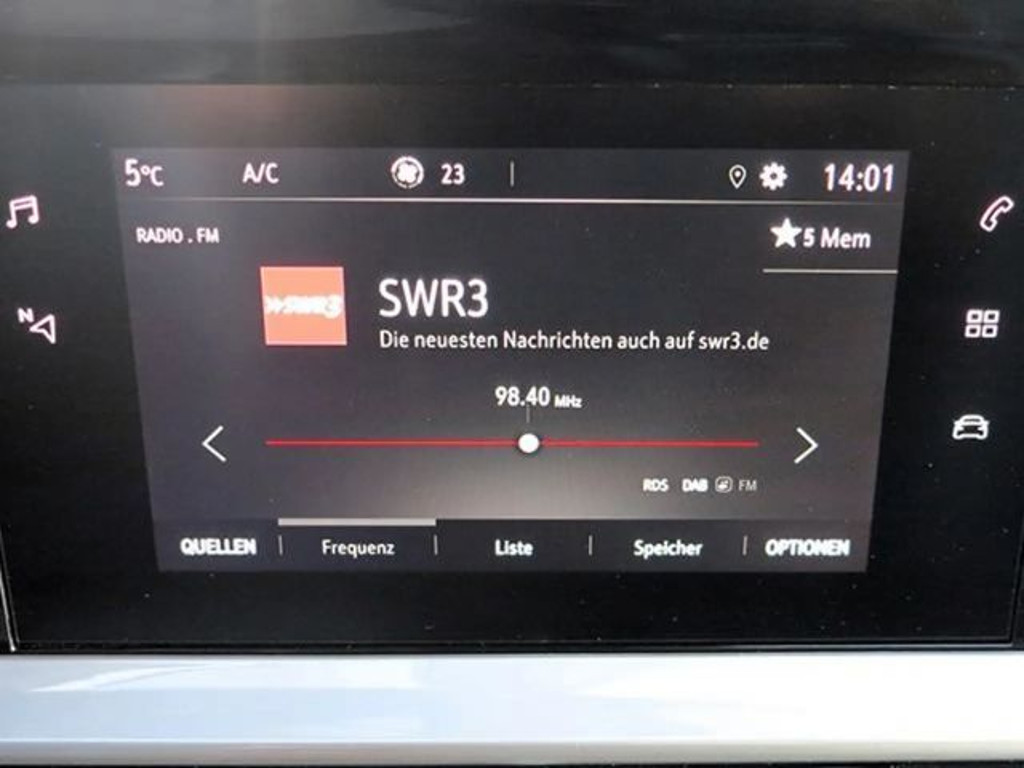 5°C A/C 23 14:01
RADIO . FM
5 Mem
»SWR3
SWR3
Die neuesten Nachrichten auch auf swr3.de
98.40 MHz
RDS DAB FM
QUELLEN Frequenz Liste Speicher OPTIONEN
N